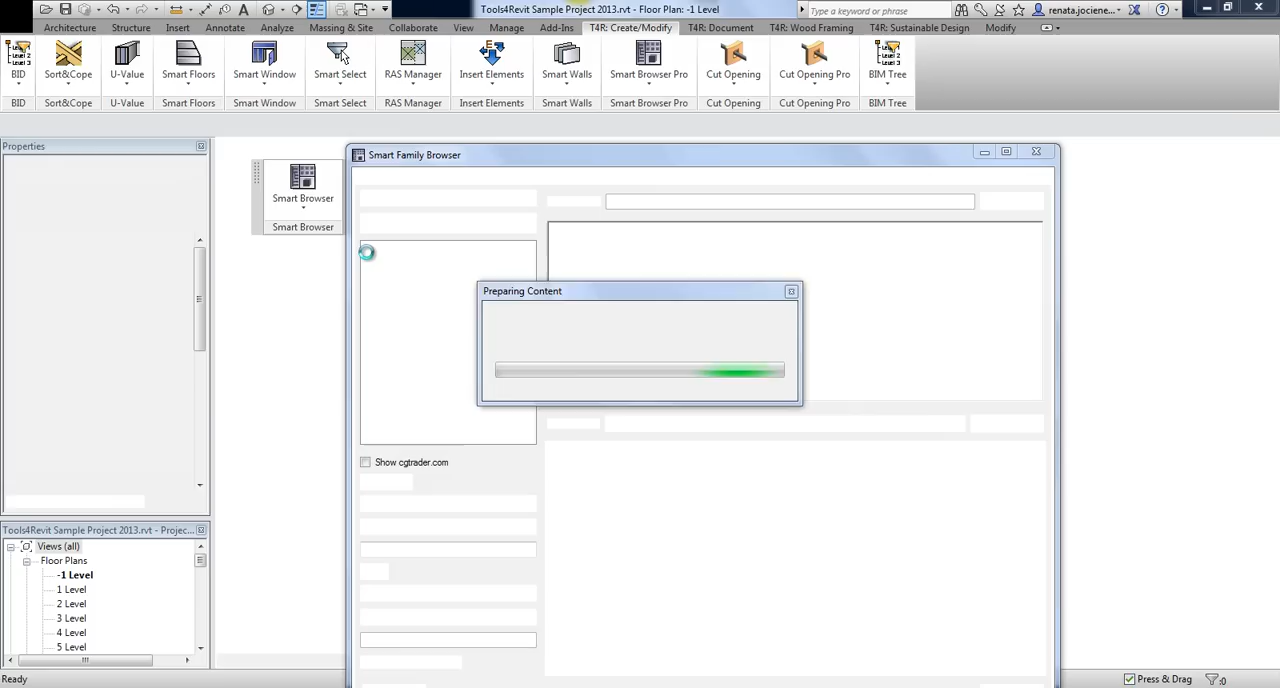 Tools4Revit Sample Project 2013.rvt - Floor Plan: -1 Level
Type a keyword or phrase
renata.jociene...
Architecture Structure Insert Annotate Analyze Massing & Site Collaborate View Manage Add-Ins T4R: Create/Modify T4R: Document T4R: Wood Framing T4R: Sustainable Design Modify
BID Sort&Cope U-Value Smart Floors Smart Window Smart Select RAS Manager Insert Elements Smart Walls Smart Browser Pro Cut Opening Cut Opening Pro BIM Tree
BID Sort&Cope U-Value Smart Floors Smart Window Smart Select RAS Manager Insert Elements Smart Walls Smart Browser Pro Cut Opening Cut Opening Pro BIM Tree
Properties
Smart Browser
Smart Browser
Smart Family Browser
Preparing Content
Show cgtrader.com
Tools4Revit Sample Project 2013.rvt - Projec...
Views (all)
Floor Plans
-1 Level
1 Level
2 Level
3 Level
4 Level
5 Level
Ready
Press & Drag
:0